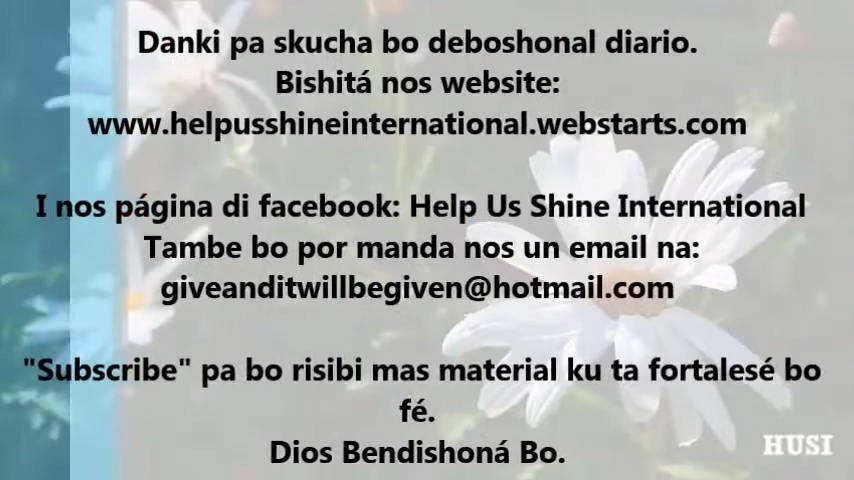 Danki pa skucha bo deboshonal diario.
Bishitá nos website:
www.helpusshineinternational.webstarts.com
I nos página di facebook: Help Us Shine International
Tambe bo por manda nos un email na:
giveanditwillbegiven@hotmail.com
"Subscribe" pa bo risibi mas material ku ta fortalesé bo
fé.
Dios Bendishoná Bo.
HUSI